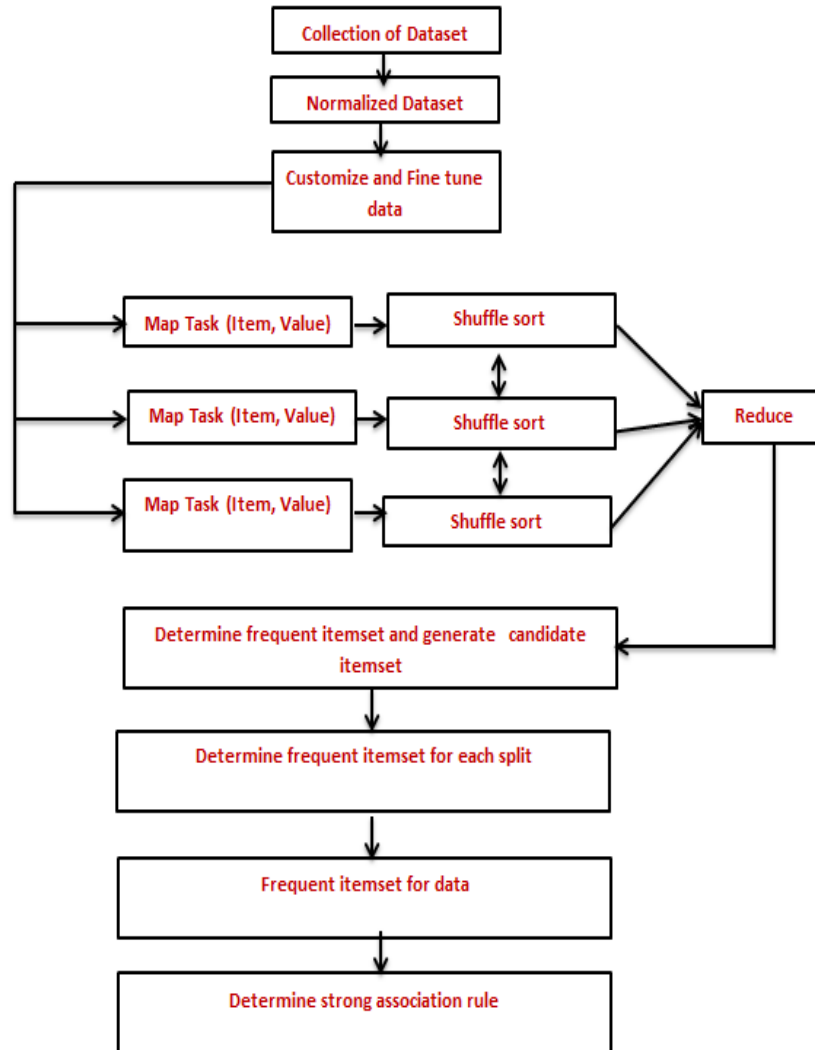 Collection of Dataset
Normalized Dataset
Customize and Fine tune
data
Map Task (Item, Value)
Shuffle sort
Map Task (Item, Value)
Shuffle sort
Reduce
Map Task (Item, Value)
Shuffle sort
Determine frequent itemset and generate candidate
itemset
Determine frequent itemset for each split
Frequent itemset for data
Determine strong association rule